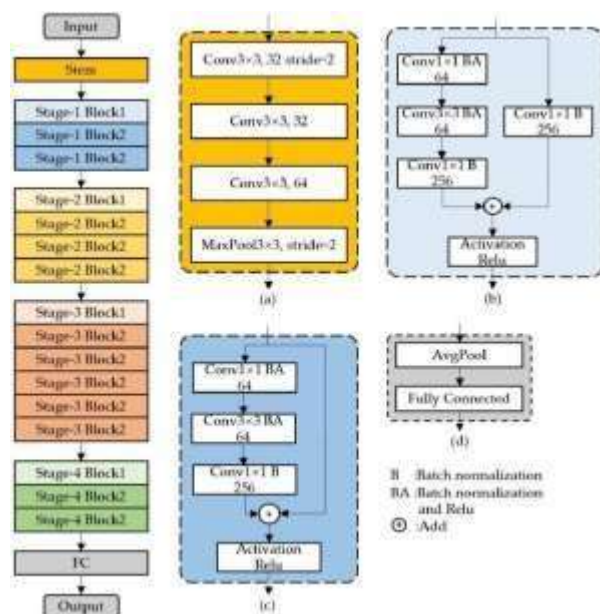 Input
Stem
Stage-1 Block1
Stage-1 Block2
Stage-1 Block2
Stage-2 Block1
Stage-2 Block2
Stage-2 Block2
Stage-2 Block2
Stage-3 Block1
Stage-3 Block2
Stage-3 Block2
Stage-3 Block2
Stage-3 Block2
Stage-3 Block2
Stage-4 Block1
Stage-4 Block2
Stage-4 Block2
FC
Output
Conv3×3, 32 stride=2
Conv3×3, 32
Conv3×3, 64
MaxPool3×3, stride=2
(a)
Conv1×1 BA
64
Conv3×3 BA
64
Conv1×1 B
256
Conv1×1 B
256
+
Activation
Relu
(b)
Conv1×1 BA
64
Conv3×3 BA
64
Conv1×1 B
256
+
Activation
Relu
(c)
AvgPool
Fully Connected
(d)
B :Batch normalization
BA :Batch normalization
and Relu
+ :Add